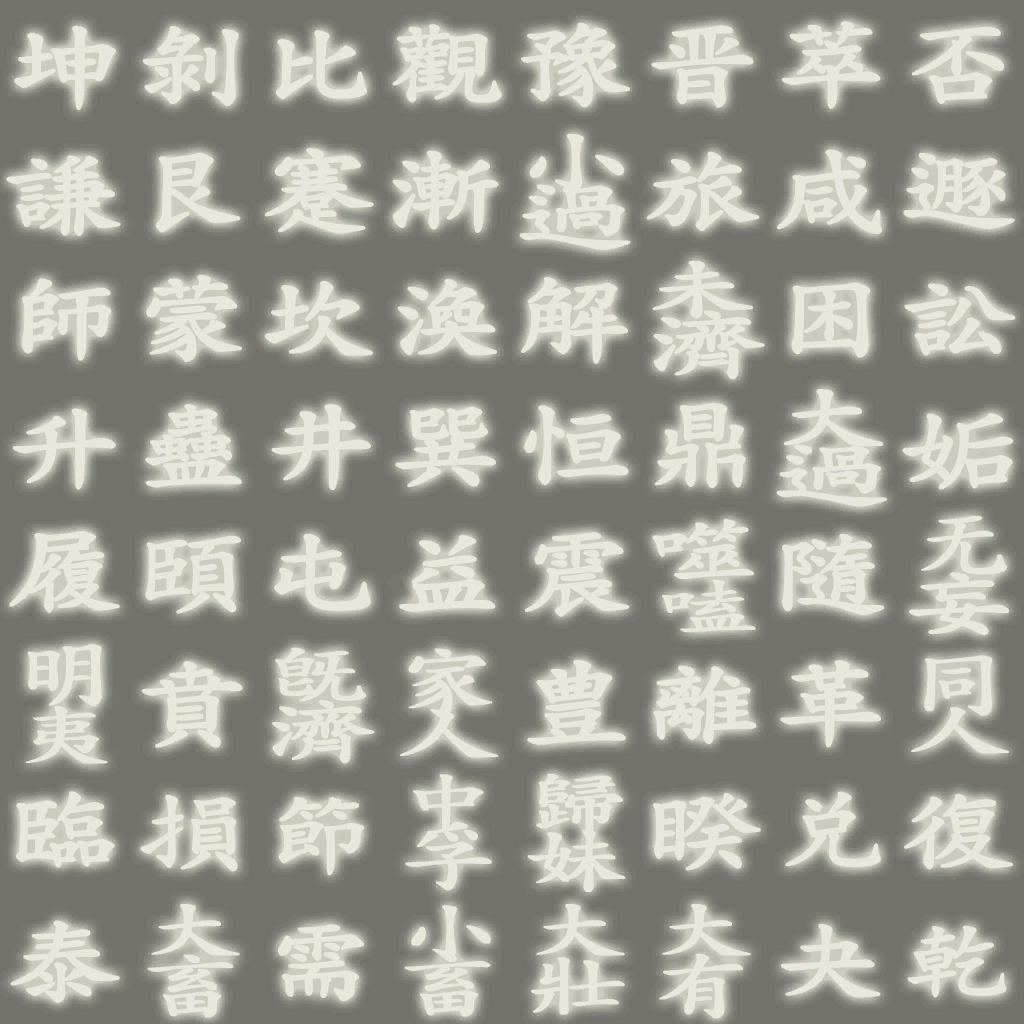 坤 剝 比 觀 豫 晋 萃 否
謙 艮 蹇 漸 小過 旅 咸 遯
師 蒙 坎 渙 解 未濟 困 訟
升 蠱 井 巽 恒 鼎 大過 姤
履 頤 屯 益 震 噬嗑 隨 无妄
明夷 賁 既濟 家人 豊 離 革 同人
臨 損 節 中孚 歸妹 睽 兌 復
泰 大畜 需 小畜 大壯 大有 夬 乾